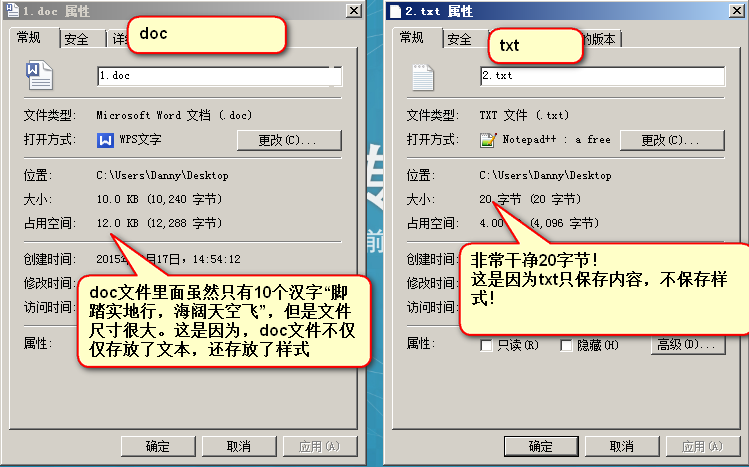 1.doc 属性
常规
安全
详细
doc
1.doc
文件类型: Microsoft Word 文档 (.doc)
打开方式: WPS文字 更改(C)...
位置: C:\Users\Danny\Desktop
大小: 10.0 KB (10,240 字节)
占用空间: 12.0 KB (12,288 字节)
创建时间: 2015 17日，14:54:12
修改时间:
访问时间:
doc文件里面虽然只有10个汉字“脚
踏实地行，海阔天空飞”，但是文件
尺寸很大。这是因为，doc文件不仅
仅存放了文本，还存放了样式
属性:
确定 取消 应用(A)
前
2.txt 属性
常规
安全
txt
的版本
2.txt
文件类型: TXT 文件 (.txt)
打开方式: Notepad++ : a free 更改(C)...
位置: C:\Users\Danny\Desktop
大小: 20 字节 (20 字节)
占用空间: 4.00 (4,096 字节)
创建时间:
修改时间:
访问时间:
非常干净20字节！
这是因为txt只保存内容，不保存样
式！
属性: 只读(R) 隐藏(H) 高级(D)...
确定 取消 应用(A)